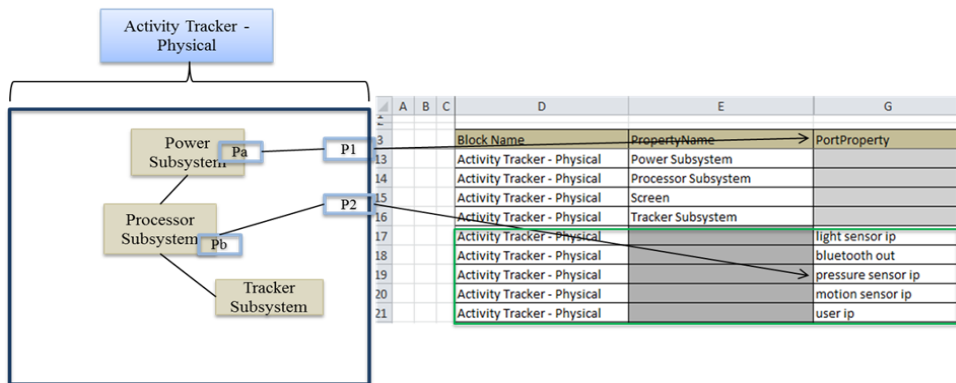 Activity Tracker -
Physical
Power
Subsystem
Pa
P1
P2
Processor
Subsystem
Pb
Tracker
Subsystem
A B C D E G
3 Block Name PropertyName PortProperty
13 Activity Tracker - Physical Power Subsystem
14 Activity Tracker - Physical Processor Subsystem
15 Activity Tracker - Physical Screen
16 Activity Tracker - Physical Tracker Subsystem
17 Activity Tracker - Physical light sensor ip
18 Activity Tracker - Physical bluetooth out
19 Activity Tracker - Physical pressure sensor ip
20 Activity Tracker - Physical motion sensor ip
21 Activity Tracker - Physical user ip